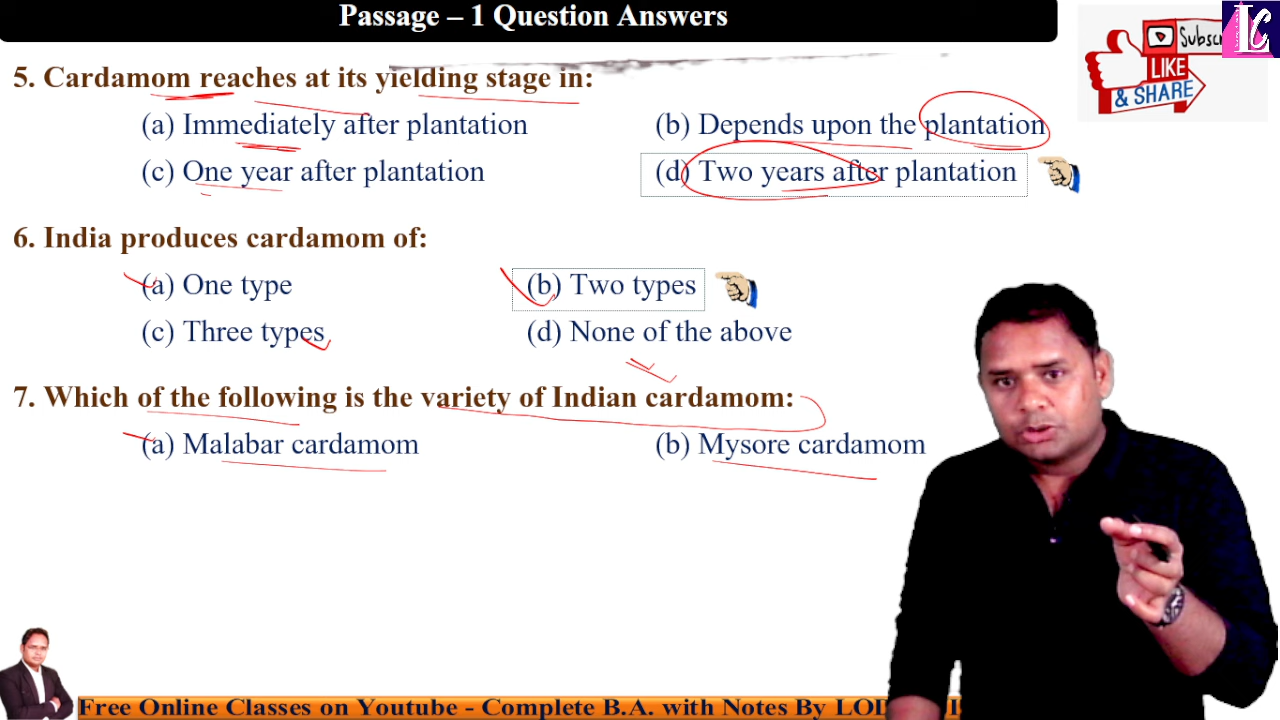 Passage – 1 Question Answers
LC
LIKE
& SHARE
5. Cardamom reaches at its yielding stage in:
(a) Immediately after plantation (b) Depends upon the plantation
(c) One year after plantation (d) Two years after plantation
6. India produces cardamom of:
(a) One type (b) Two types
(c) Three types (d) None of the above
7. Which of the following is the variety of Indian cardamom:
(a) Malabar cardamom (b) Mysore cardamom
Free Online Classes on Youtube - Complete B.A. with Notes By